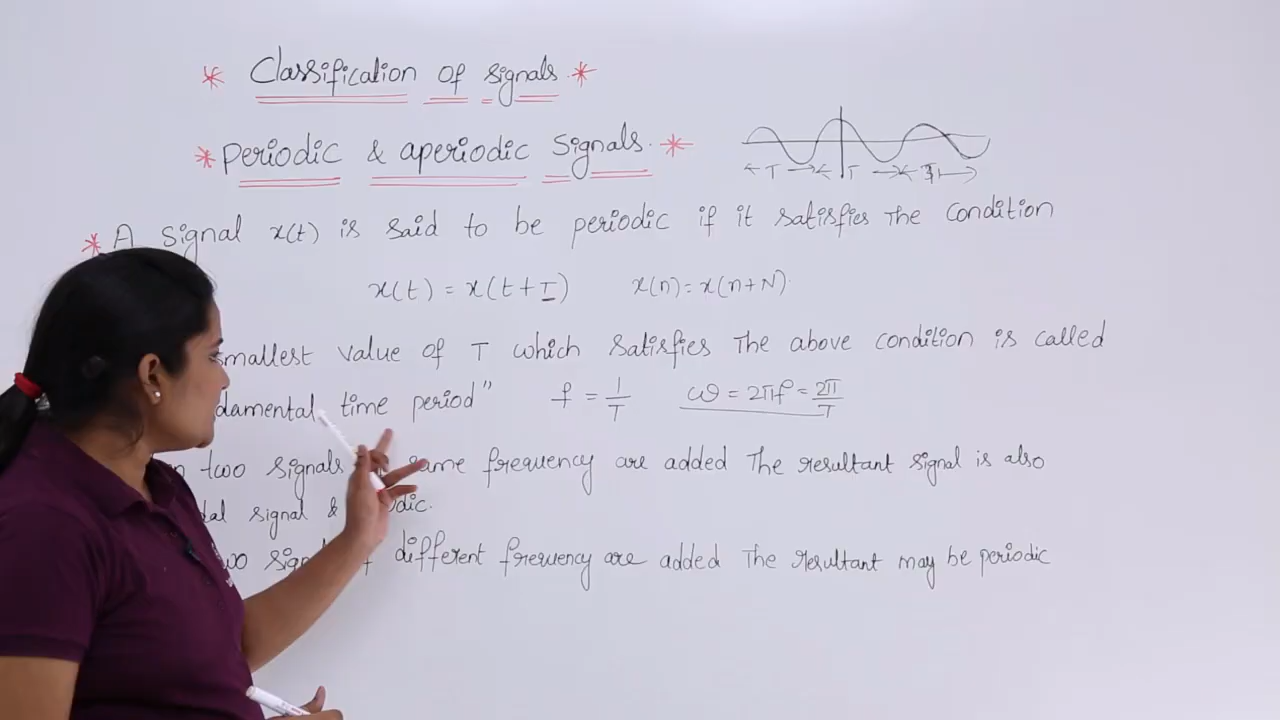 * Classification of signals *
* periodic & aperiodic Signals. *
T T T
* A signal x(t) is said to be periodic if it satisfies The condition
x(t) = x(t+T) x(n) = x(n+N).
smallest value of T which satisfies The above condition is called
damental time period" f = 1/T ω = 2πf = 2π/T
two signals same frequency are added The resultant signal is also
signal & dic.
different frequency are added The resultant may be periodic